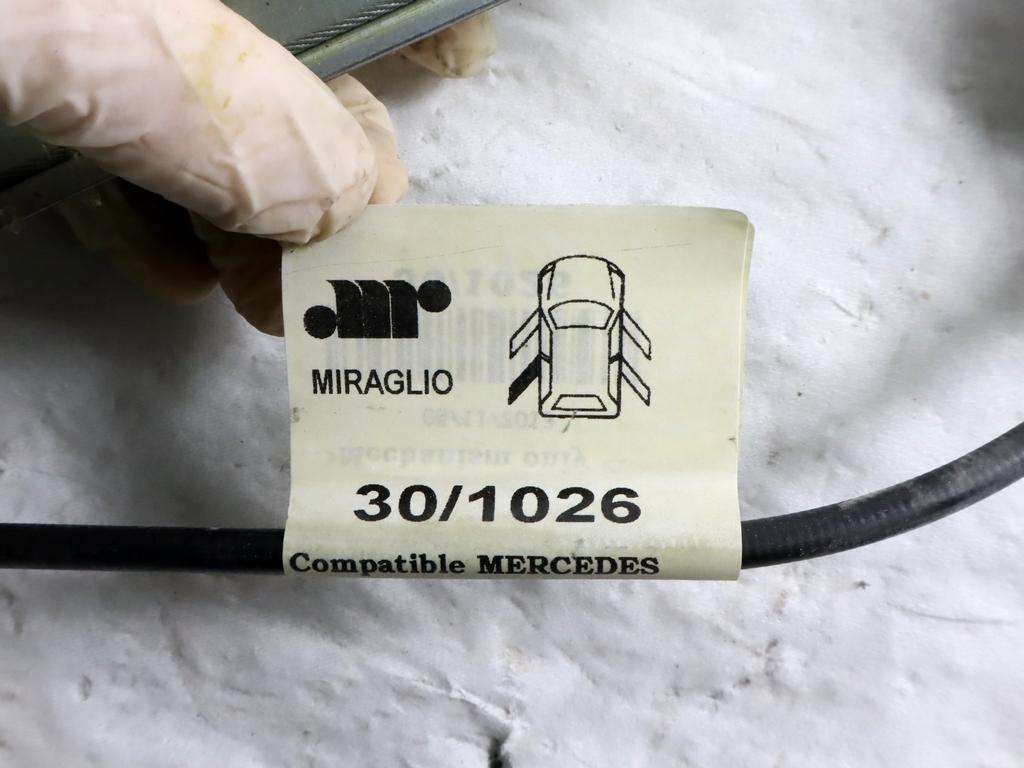 MIRAGLIO
30/1026
Compatible MERCEDES